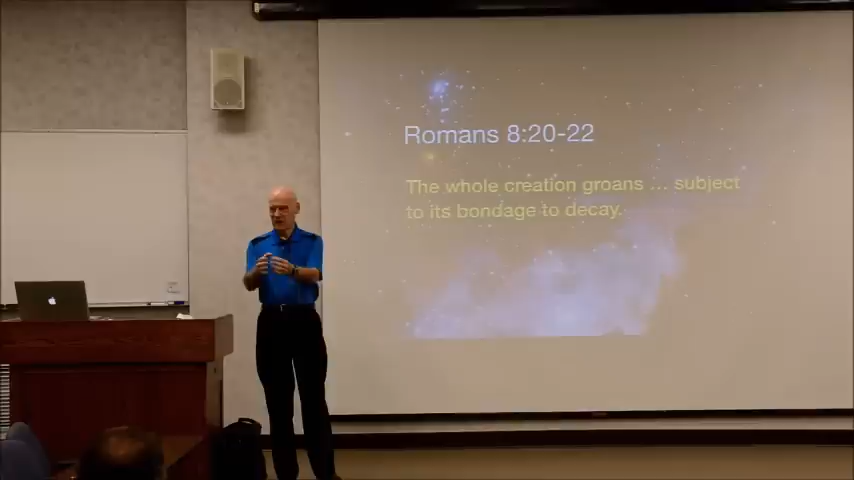 Romans 8:20-22
The whole creation groans ... subject
to its bondage to decay.